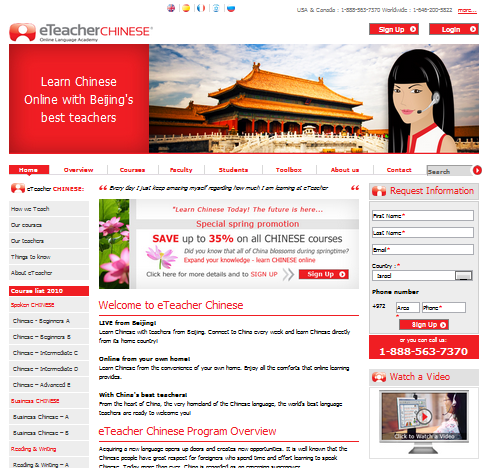 USA & Canada : 1-888-563-7370 Worldwide : 1-646-200-5822 more...
eTeacherCHINESE®
Online Language Academy
Sign Up
Login
Learn Chinese
Online with Beijing's
best teachers
Home
Overview
Courses
Faculty
Students
Toolbox
About us
Contact
Search
eTeacher CHINESE:
How we Teach
Our courses
Our teachers
Things to know
About eTeacher
Course list 2010
Spoken CHINESE
Chinese - Beginners A
Chinese – Beginners B
Chinese – Intermediate C
Chinese – Intermediate D
Chinese – Advanced E
Business CHINESE
Business Chinese – A
Business Chinese – B
Reading & Writing
Reading & Writing – A
Every day I just keep amazing myself regarding how much I am learning at eTeacher
"Learn Chinese Today! The future is here...
Special spring promotion
SAVE up to 35% on all CHINESE courses
Did you know that all of China blossoms during springtime?
Expand your knowledge - learn CHINESE online
Click here for more details and to SIGN UP
Sign Up
Welcome to eTeacher Chinese
LIVE from Beijing!
Learn Chinese with teachers from Beijing. Connect to China every week and learn Chinese directly
from its home country!
Online from your own home!
Learn Chinese from the convenience of your own home. Enjoy all the comforts that online learning
provides.
With China's best teachers!
From the heart of China, the very homeland of the Chinese language, the world's best language
teachers are ready to welcome you!
eTeacher Chinese Program Overview
Acquiring a new language opens up doors and creates new opportunities. It is well known that the
Chinese people have great respect for foreigners who spend time and effort learning to speak
Request Information
First Name*
Last Name*
Email*
Country :*
Israel
Phone number
+972
Area
Phone*
*
Sign Up
or you can call us:
1-888-563-7370
Watch a Video
Click to Watch a Video